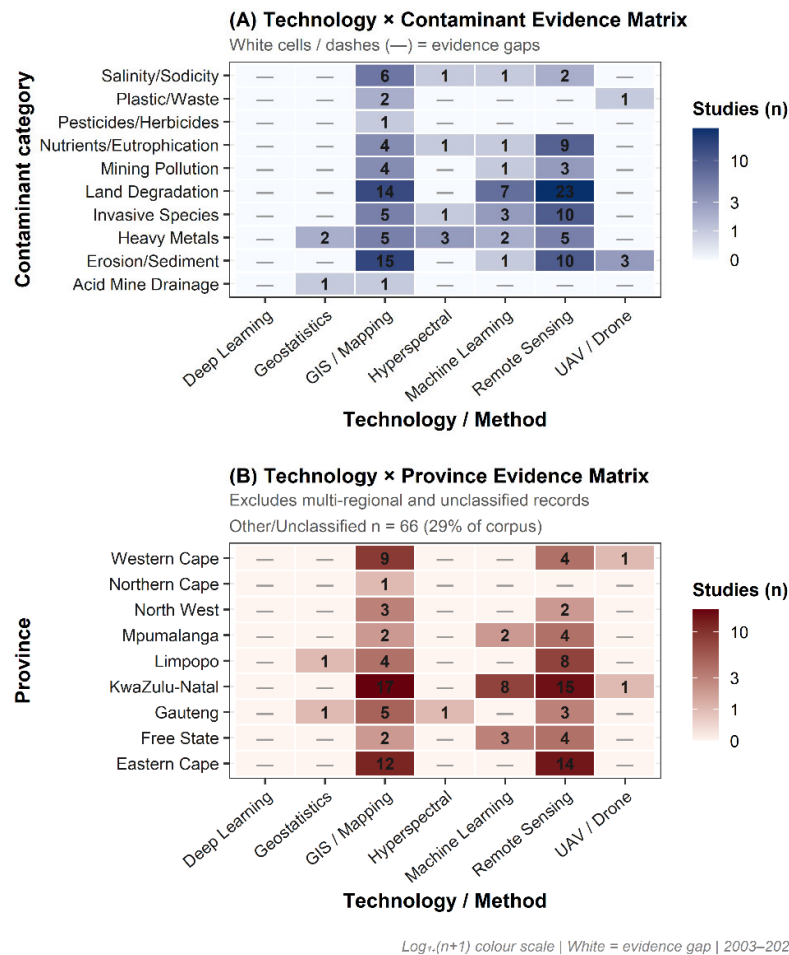 (A) Technology × Contaminant Evidence Matrix
White cells / dashes (—) = evidence gaps
Contaminant category
Salinity/Sodicity — — 6 1 1 2 —
Plastic/Waste — — 2 — — — 1
Pesticides/Herbicides — — 1 — — — —
Nutrients/Eutrophication — — 4 1 1 9 —
Mining Pollution — — 4 — 1 3 —
Land Degradation — — 14 — 7 23 —
Invasive Species — — 5 1 3 10 —
Heavy Metals — 2 5 3 2 5 —
Erosion/Sediment — — 15 — 1 10 3
Acid Mine Drainage — 1 1 — — — —
Deep Learning Geostatistics GIS / Mapping Hyperspectral Machine Learning Remote Sensing UAV / Drone
Technology / Method
Studies (n)
10
3
1
0
(B) Technology × Province Evidence Matrix
Excludes multi-regional and unclassified records
Other/Unclassified n = 66 (29% of corpus)
Province
Western Cape — — 9 — — 4 1
Northern Cape — — 1 — — — —
North West — — 3 — — 2 —
Mpumalanga — — 2 — 2 4 —
Limpopo — 1 4 — — 8 —
KwaZulu-Natal — — 17 — 8 15 1
Gauteng — 1 5 1 — 3 —
Free State — — 2 — 3 4 —
Eastern Cape — — 12 — — 14 —
Deep Learning Geostatistics GIS / Mapping Hyperspectral Machine Learning Remote Sensing UAV / Drone
Technology / Method
Studies (n)
10
3
1
0
(n+1) colour scale | White = evidence gap | 2003–202